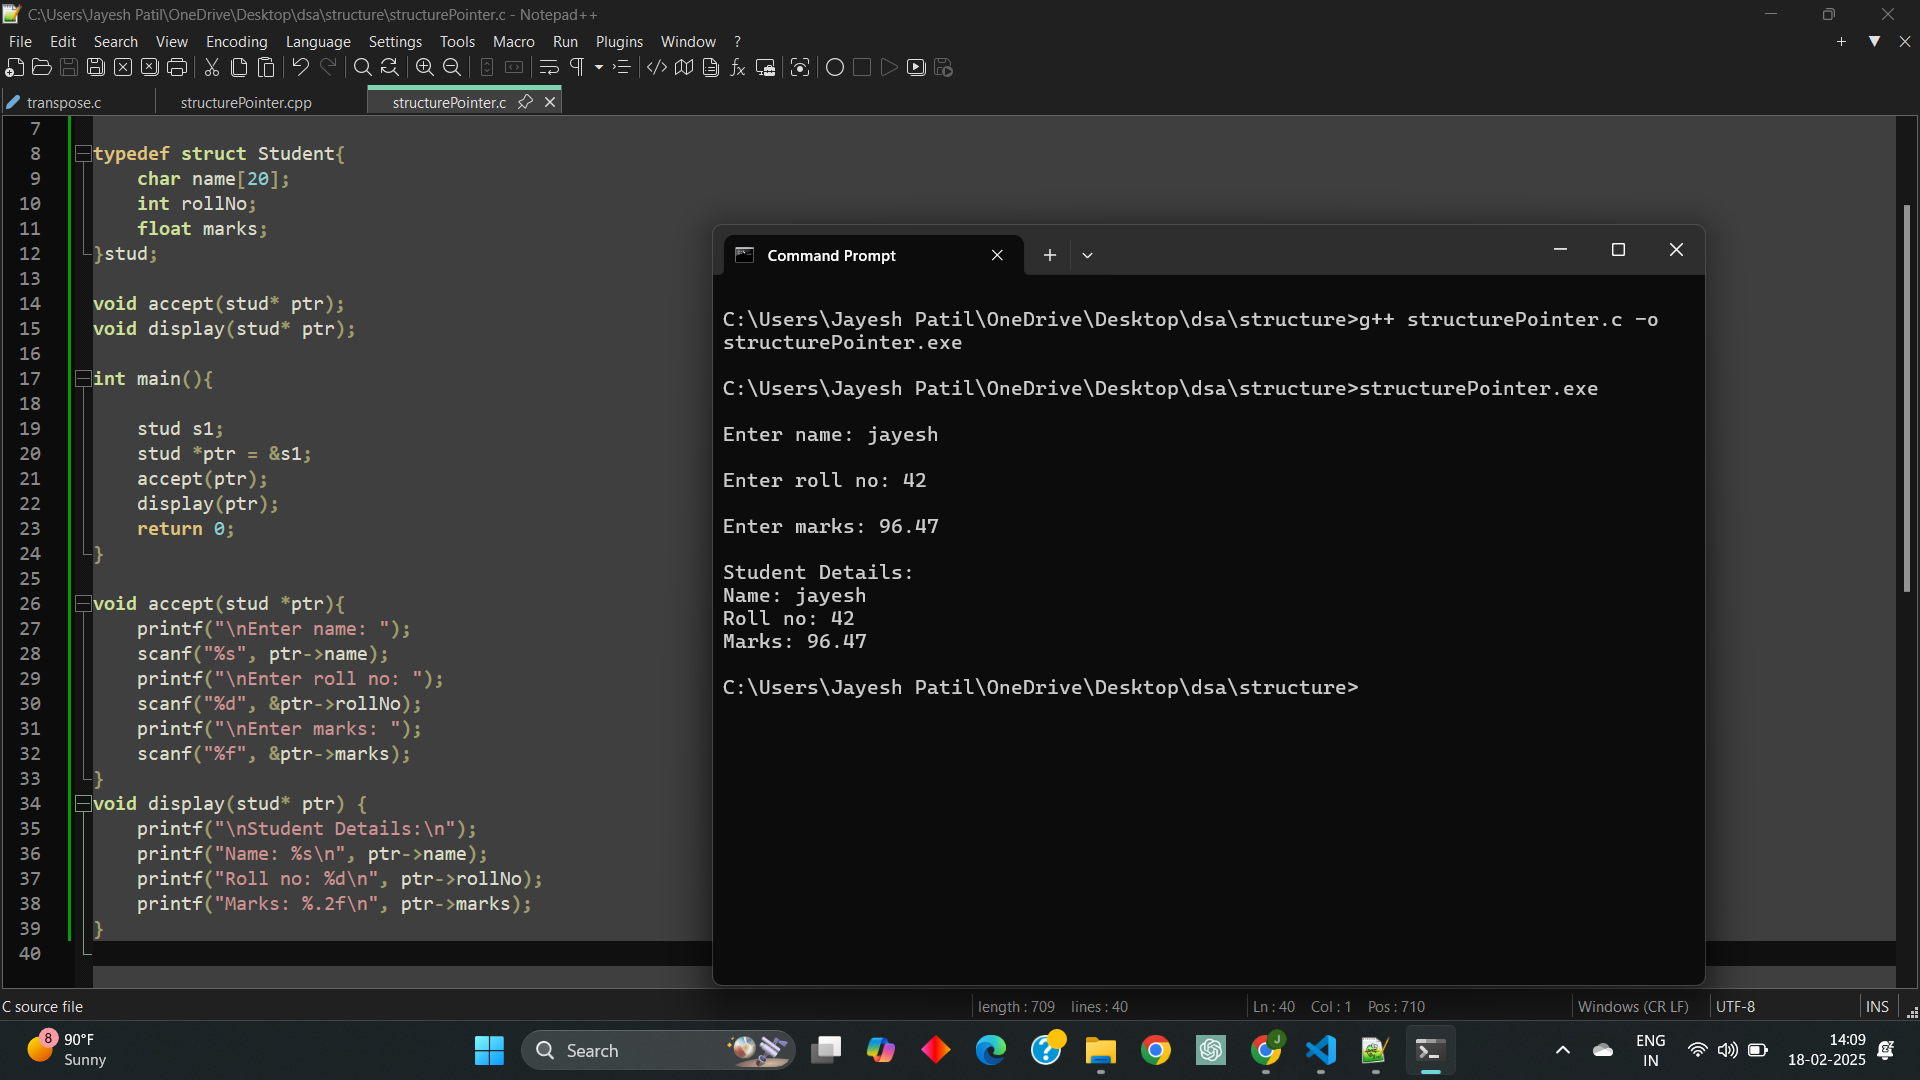 C:\Users\Jayesh Patil\OneDrive\Desktop\dsa\structure\structurePointer.c - Notepad++
File Edit Search View Encoding Language Settings Tools Macro Run Plugins Window ?
transpose.c structurePointer.cpp structurePointer.c
7
8 typedef struct Student{
9 char name[20];
10 int rollNo;
11 float marks;
12 }stud;
13
14 void accept(stud* ptr);
15 void display(stud* ptr);
16
17 int main(){
18
19 stud s1;
20 stud *ptr = &s1;
21 accept(ptr);
22 display(ptr);
23 return 0;
24 }
25
26 void accept(stud *ptr){
27 printf("\nEnter name: ");
28 scanf("%s", ptr->name);
29 printf("\nEnter roll no: ");
30 scanf("%d", &ptr->rollNo);
31 printf("\nEnter marks: ");
32 scanf("%f", &ptr->marks);
33 }
34 void display(stud* ptr) {
35 printf("\nStudent Details:\n");
36 printf("Name: %s\n", ptr->name);
37 printf("Roll no: %d\n", ptr->rollNo);
38 printf("Marks: %.2f\n", ptr->marks);
39 }
40
Command Prompt
C:\Users\Jayesh Patil\OneDrive\Desktop\dsa\structure>g++ structurePointer.c -o
structurePointer.exe
C:\Users\Jayesh Patil\OneDrive\Desktop\dsa\structure>structurePointer.exe
Enter name: jayesh
Enter roll no: 42
Enter marks: 96.47
Student Details:
Name: jayesh
Roll no: 42
Marks: 96.47
C:\Users\Jayesh Patil\OneDrive\Desktop\dsa\structure>
C source file length : 709 lines : 40 Ln : 40 Col : 1 Pos : 710 Windows (CR LF) UTF-8 INS
8 90°F
Sunny
Search
J
ENG
IN
14:09
18-02-2025